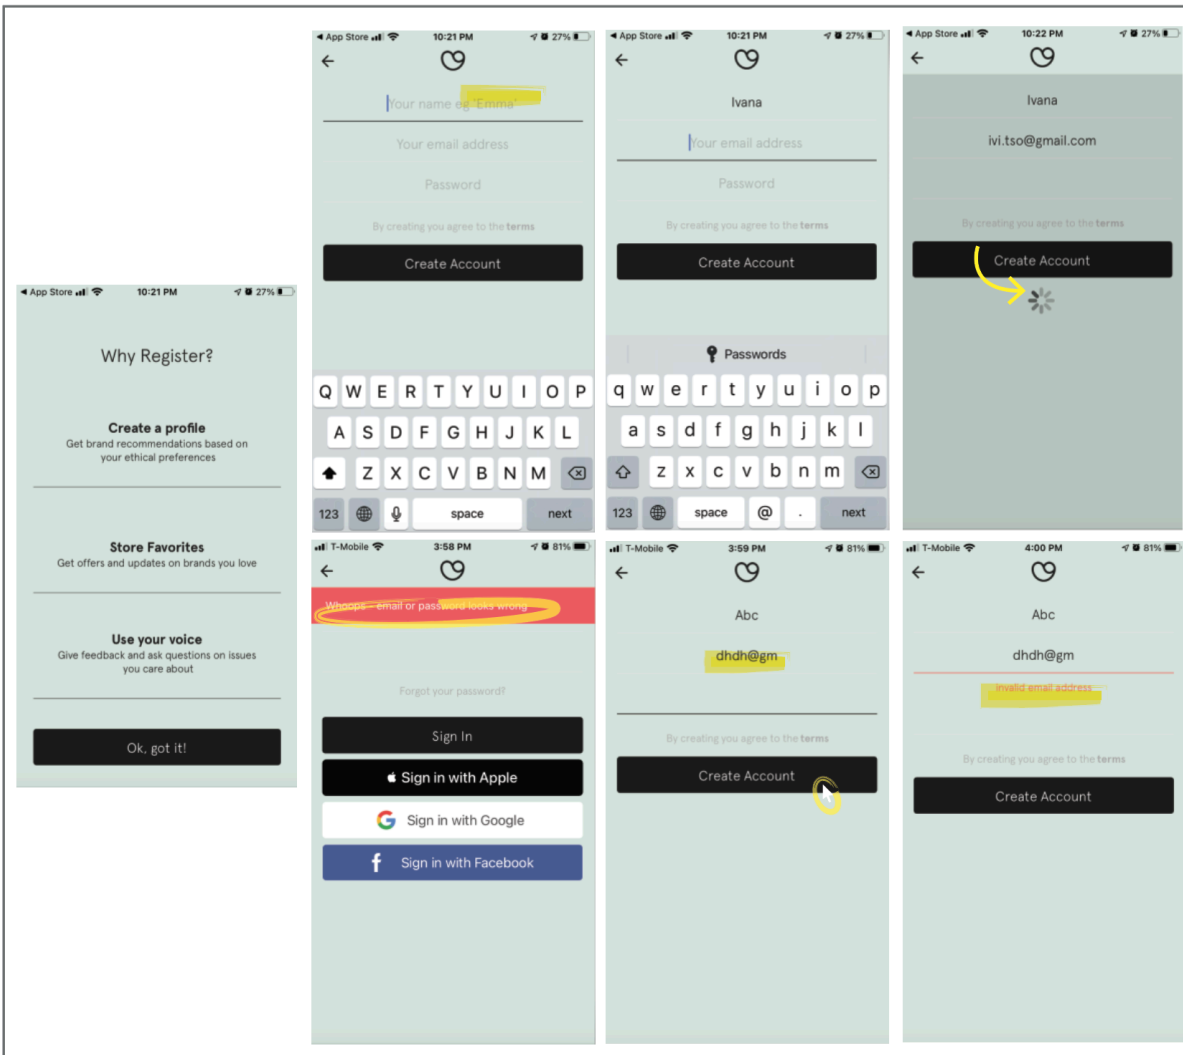 App Store
10:21 PM
27%
Why Register?
Create a profile
Get brand recommendations based on
your ethical preferences
Store Favorites
Get offers and updates on brands you love
Use your voice
Give feedback and ask questions on issues
you care about
Ok, got it!
App Store
10:21 PM
27%
Your name eg 'Emma'
Your email address
Password
By creating you agree to the terms
Create Account
Q W E R T Y U I O P
A S D F G H J K L
Z X C V B N M
123
space
next
App Store
10:21 PM
27%
Ivana
Your email address
Password
By creating you agree to the terms
Create Account
Passwords
q w e r t y u i o p
a s d f g h j k l
z x c v b n m
123
space
@
.
next
App Store
10:22 PM
27%
Ivana
ivi.tso@gmail.com
By creating you agree to the terms
Create Account
T-Mobile
3:58 PM
81%
Whoops - email or password looks wrong
Forgot your password?
Sign In
Sign in with Apple
Sign in with Google
Sign in with Facebook
T-Mobile
3:59 PM
81%
Abc
dhdh@gm
By creating you agree to the terms
Create Account
T-Mobile
4:00 PM
81%
Abc
dhdh@gm
invalid email address
By creating you agree to the terms
Create Account